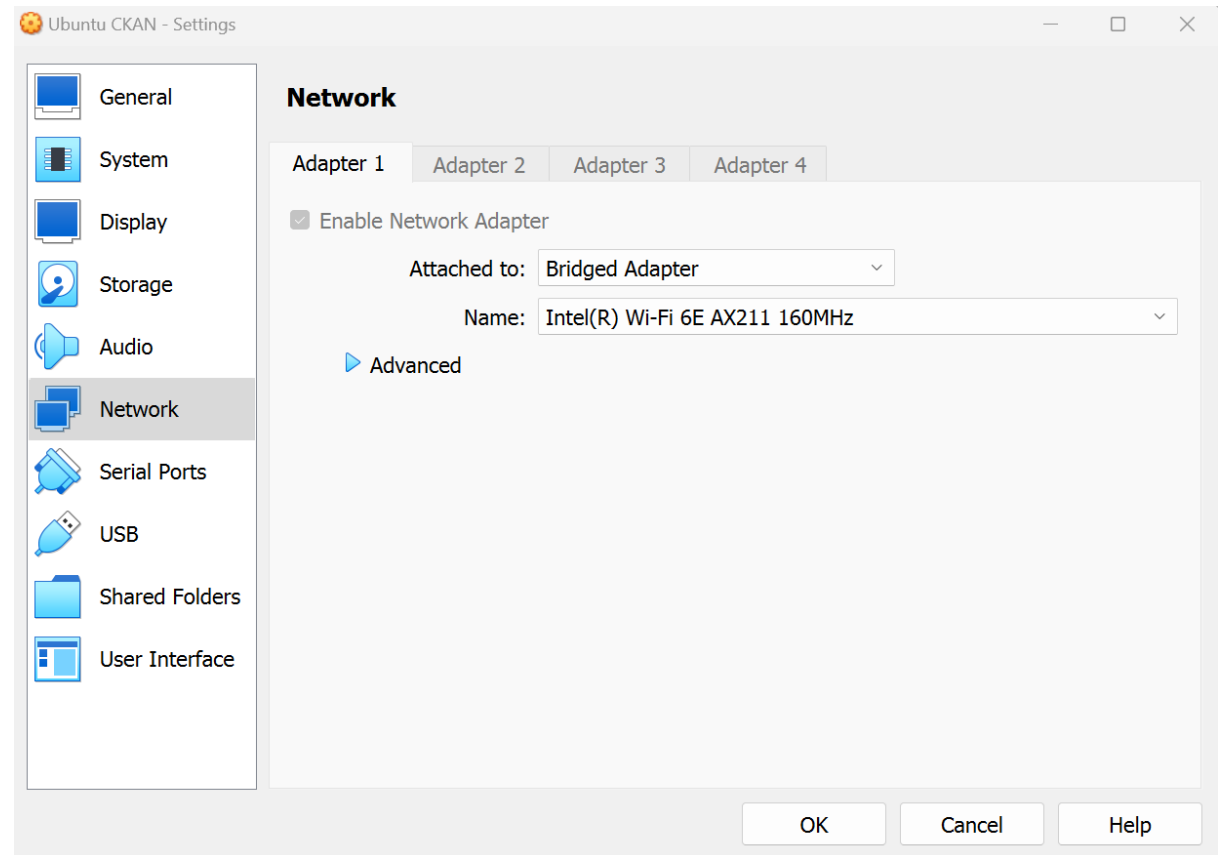 Ubuntu CKAN - Settings
General
System
Display
Storage
Audio
Network
Serial Ports
USB
Shared Folders
User Interface
Network
Adapter 1 Adapter 2 Adapter 3 Adapter 4
Enable Network Adapter
Attached to: Bridged Adapter
Name: Intel(R) Wi-Fi 6E AX211 160MHz
Advanced
OK Cancel Help